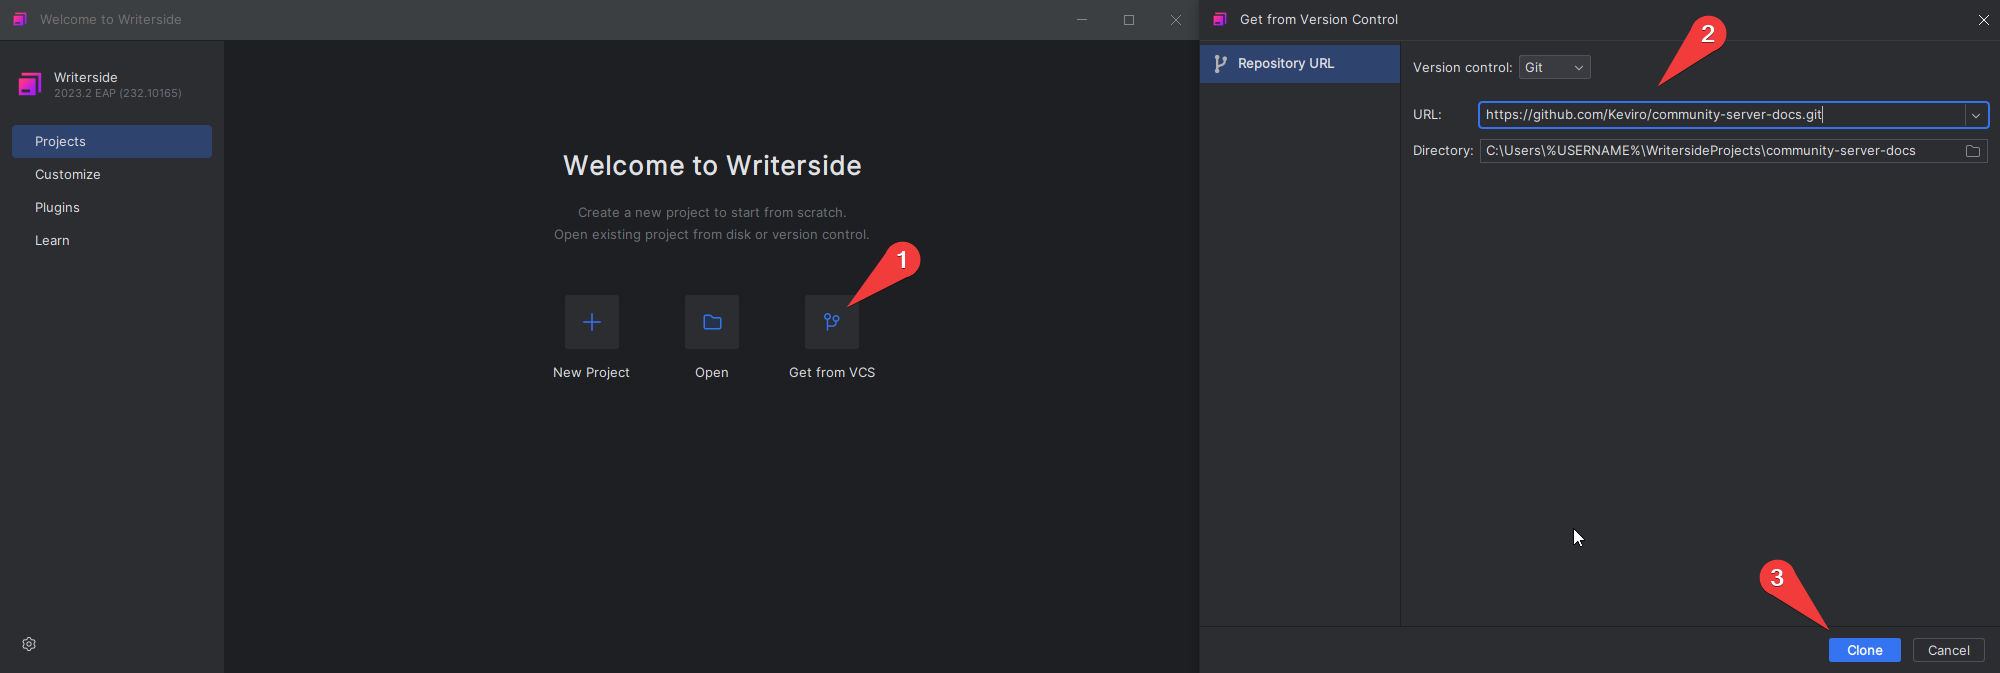 Welcome to Writerside
Writerside
2023.2 EAP (232.10165)
Projects
Customize
Plugins
Learn
Welcome to Writerside
Create a new project to start from scratch.
Open existing project from disk or version control.
1
New Project
Open
Get from VCS
Get from Version Control
2
Repository URL
Version control: Git
URL: https://github.com/Keviro/community-server-docs.git
Directory: C:\Users\%USERNAME%\WritersideProjects\community-server-docs
3
Clone
Cancel